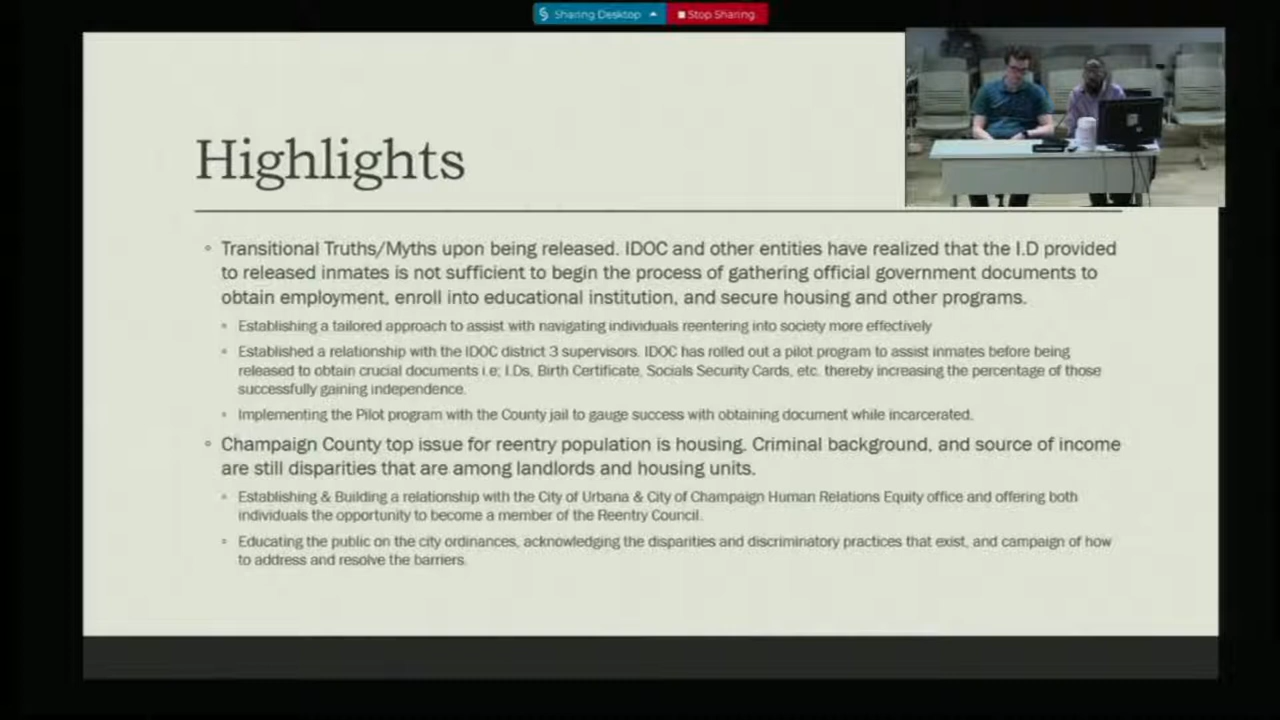 Sharing Desktop
Stop Sharing
Highlights
Transitional Truths/Myths upon being released. IDOC and other entities have realized that the I.D provided
to released inmates is not sufficient to begin the process of gathering official government documents to
obtain employment, enroll into educational institution, and secure housing and other programs.
Establishing a tailored approach to assist with navigating individuals reentering into society more effectively
Established a relationship with the IDOC district 3 supervisors. IDOC has rolled out a pilot program to assist inmates before being
released to obtain crucial documents i.e; I.Ds, Birth Certificate, Socials Security Cards, etc. thereby increasing the percentage of those
successfully gaining independence.
Implementing the Pilot program with the County jail to gauge success with obtaining document while incarcerated.
Champaign County top issue for reentry population is housing. Criminal background, and source of income
are still disparities that are among landlords and housing units.
Establishing & Building a relationship with the City of Urbana & City of Champaign Human Relations Equity office and offering both
individuals the opportunity to become a member of the Reentry Council.
Educating the public on the city ordinances, acknowledging the disparities and discriminatory practices that exist, and campaign of how
to address and resolve the barriers.